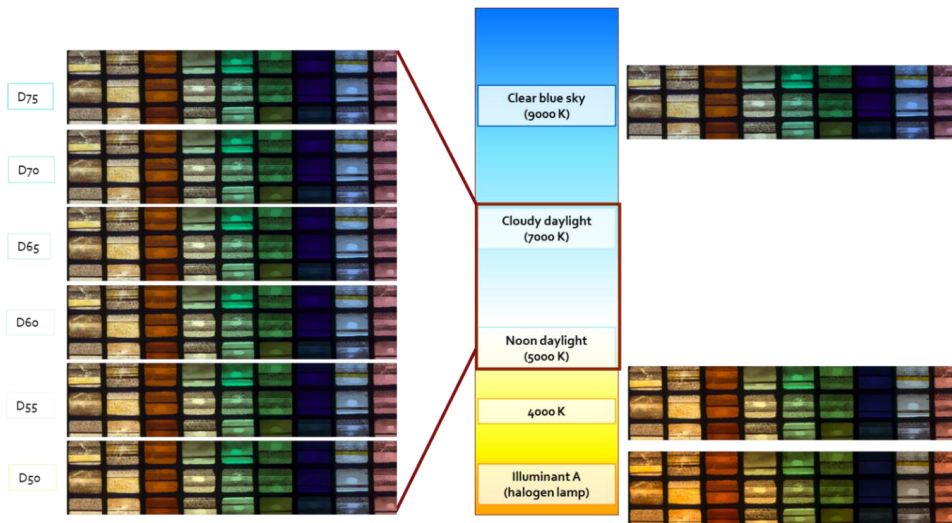 D75
D70
D65
D60
D55
D50
Clear blue sky
(9000 K)
Cloudy daylight
(7000 K)
Noon daylight
(5000 K)
4000 K
Illuminant A
(halogen lamp)